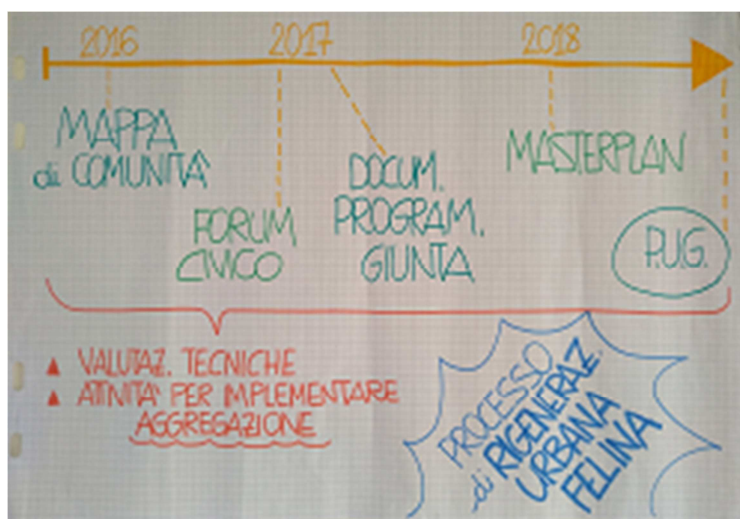 2016 2017 2018
MAPPA
di COMUNITÀ
FORUM
CIVICO
DOCUM.
PROGRAM.
GIUNTA
MASTERPLAN
P.U.G.
▲ VALUTAZ. TECNICHE
▲ ATTIVITÀ PER IMPLEMENTARE
AGGREGAZIONE
PROCESSO
di RIGENERAZ.
URBANA
FELINA